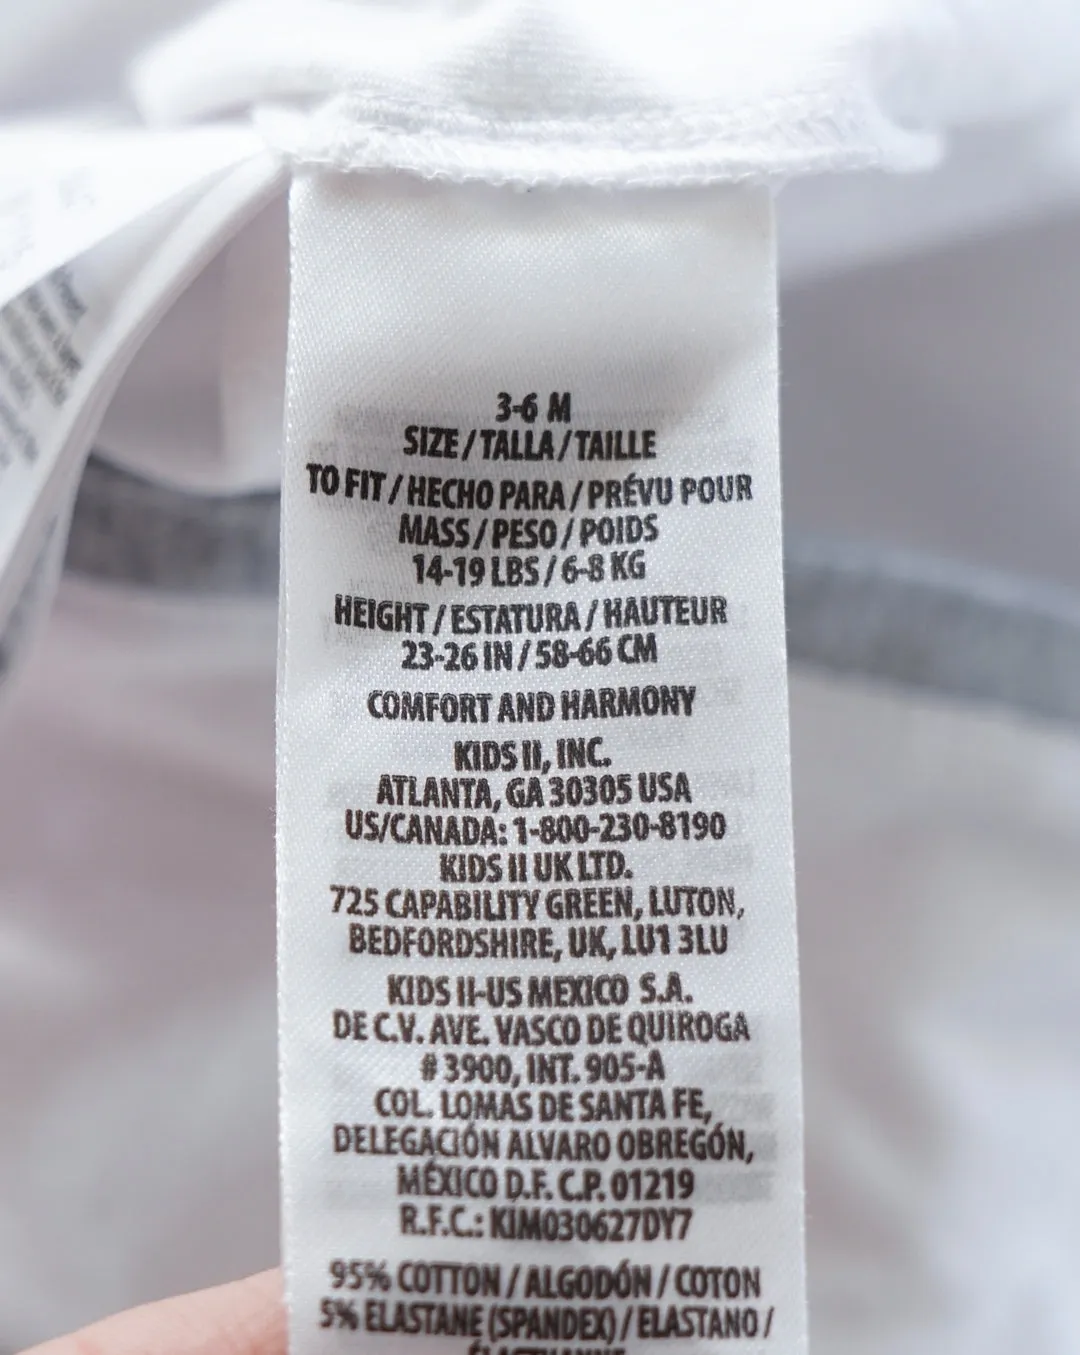 3-6 M
SIZE / TALLA / TAILLE
TO FIT / HECHO PARA / PRÉVU POUR
MASS / PESO / POIDS
14-19 LBS / 6-8 KG
HEIGHT / ESTATURA / HAUTEUR
23-26 IN / 58-66 CM
COMFORT AND HARMONY
KIDS II, INC.
ATLANTA, GA 30305 USA
US/CANADA: 1-800-230-8190
KIDS II UK LTD.
725 CAPABILITY GREEN, LUTON,
BEDFORDSHIRE, UK, LU1 3LU
KIDS II-US MEXICO S.A.
DE C.V. AVE. VASCO DE QUIROGA
# 3900, INT. 905-A
COL. LOMAS DE SANTA FE,
DELEGACIÓN ALVARO OBREGÓN,
MÉXICO D.F. C.P. 01219
R.F.C.: KIM030627DY7
95% COTTON / ALGODÓN / COTON
5% ELASTANE (SPANDEX) / ELASTANO /